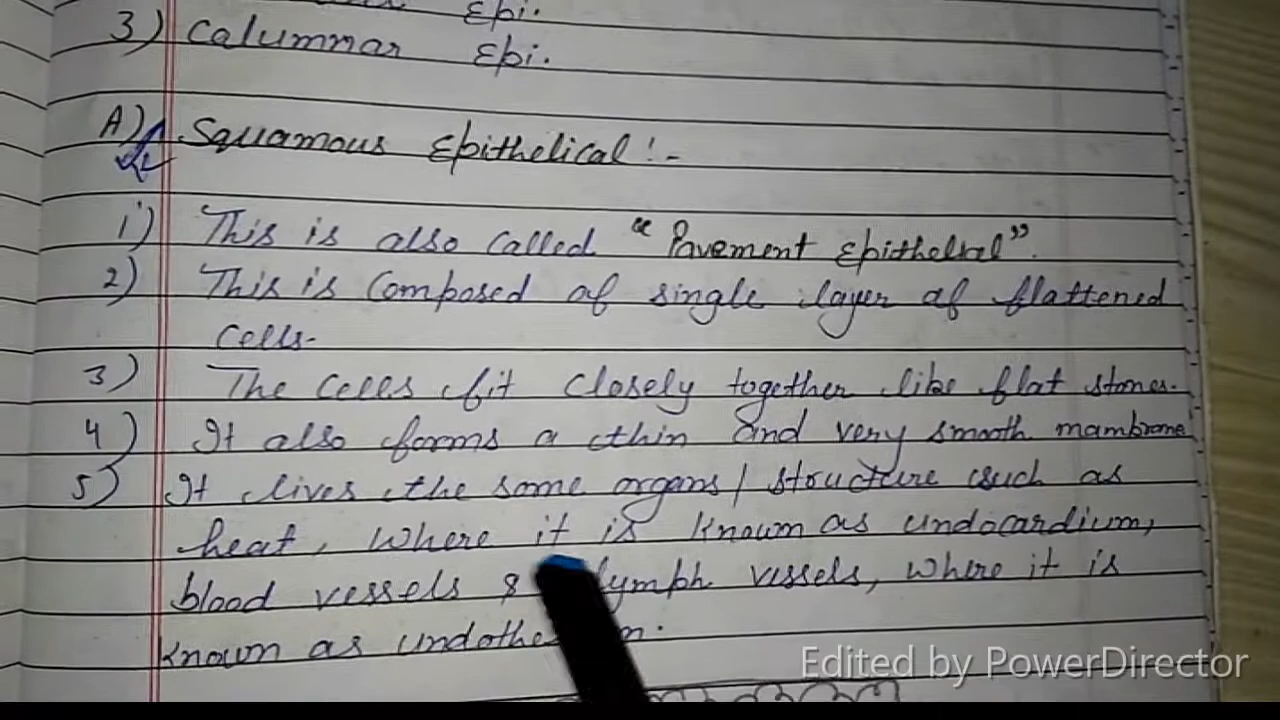 Epi.
3) Calumnar Epi.
A) Squamous Epithelical :-
1) This is also called "Pavement Epithelial".
2) This is Composed of single layer of flattened
cells.
3) The cells fit closely together like flat stones.
4) It also forms a thin and very smooth mambrane
5) It lives the some organs / structure such as
heat, where it is known as undocardium,
blood vessels & lymph vessels, where it is
known as
Edited by PowerDirector